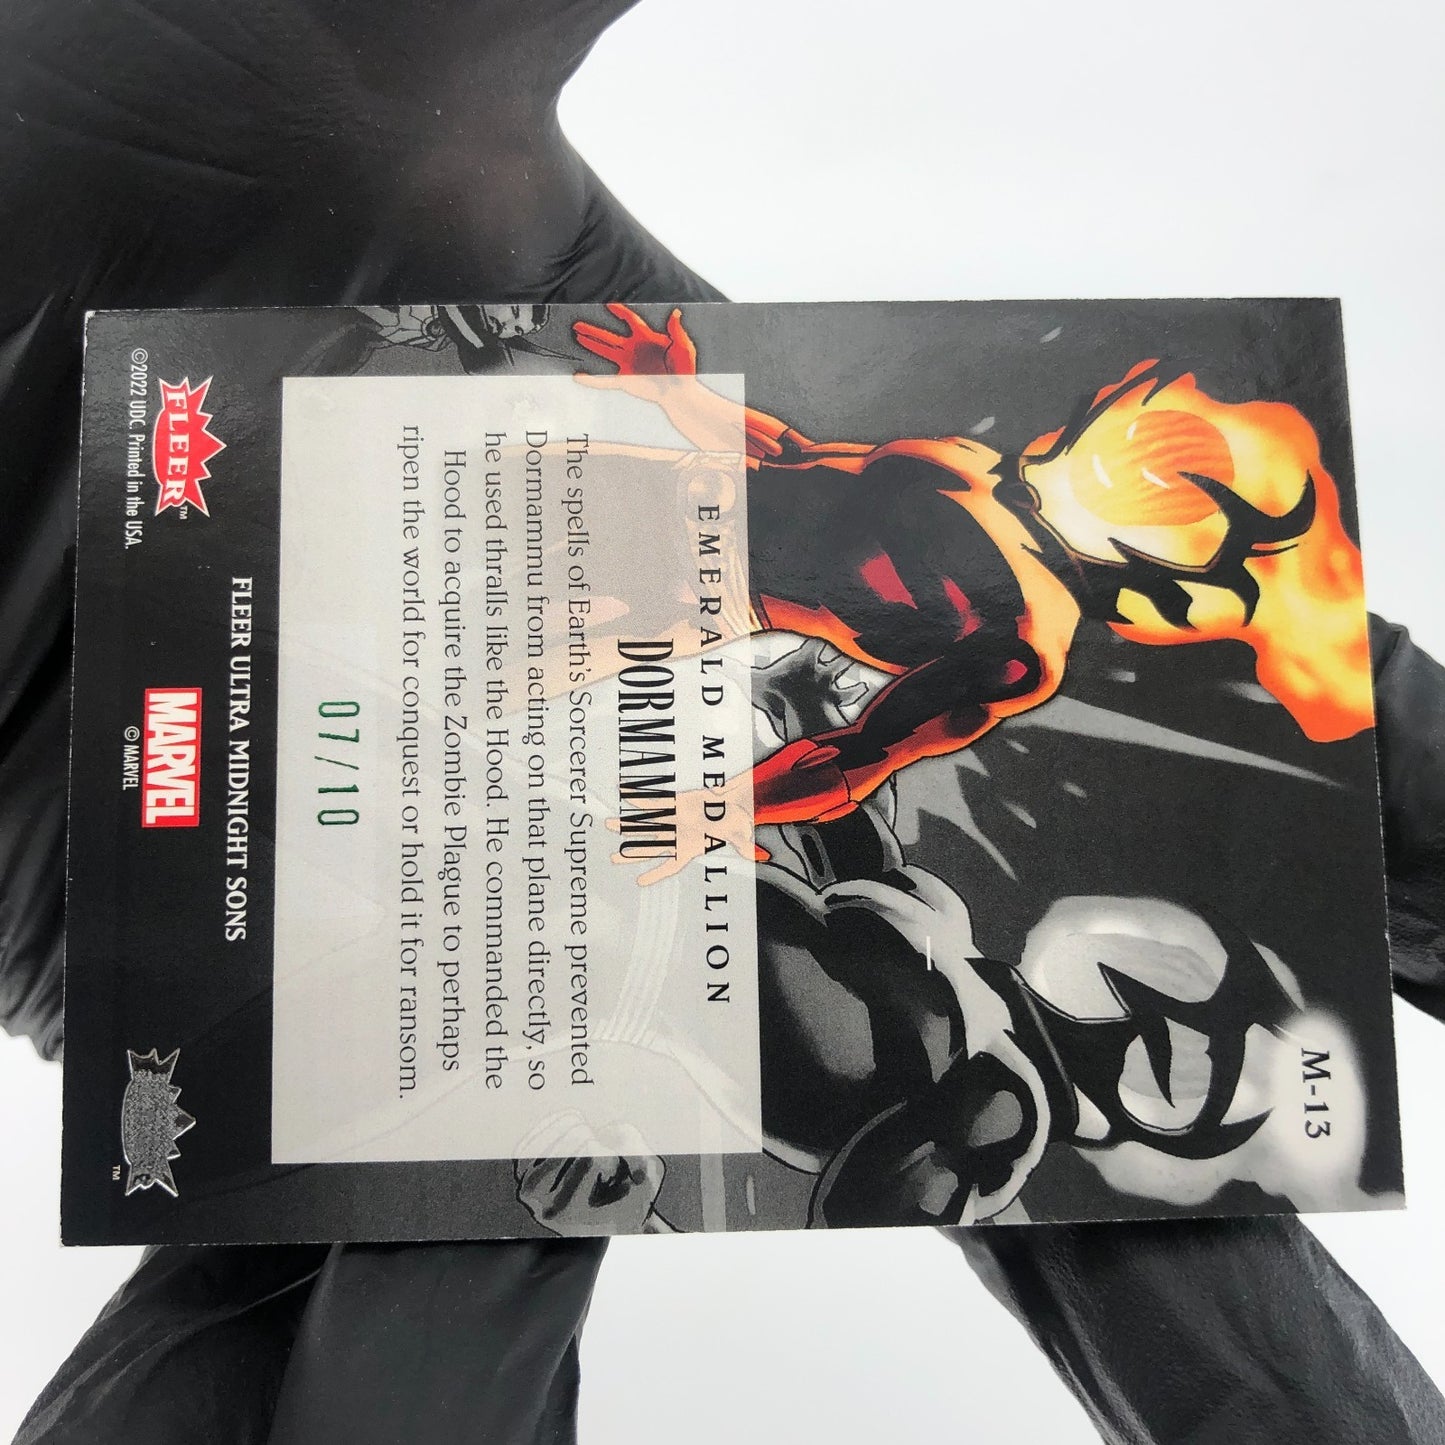 M-13
EMERALD MEDALLION
DORMAMMU
The spells of Earth's Sorcerer Supreme prevented
Dormammu from acting on that plane directly, so
he used thralls like the Hood. He commanded the
Hood to acquire the Zombie Plague to perhaps
ripen the world for conquest or hold it for ransom.
07/10
FLEER ULTRA MIDNIGHT SONS
FLEER™
MARVEL
©2022 UDC. Printed in the USA.
© MARVEL
™